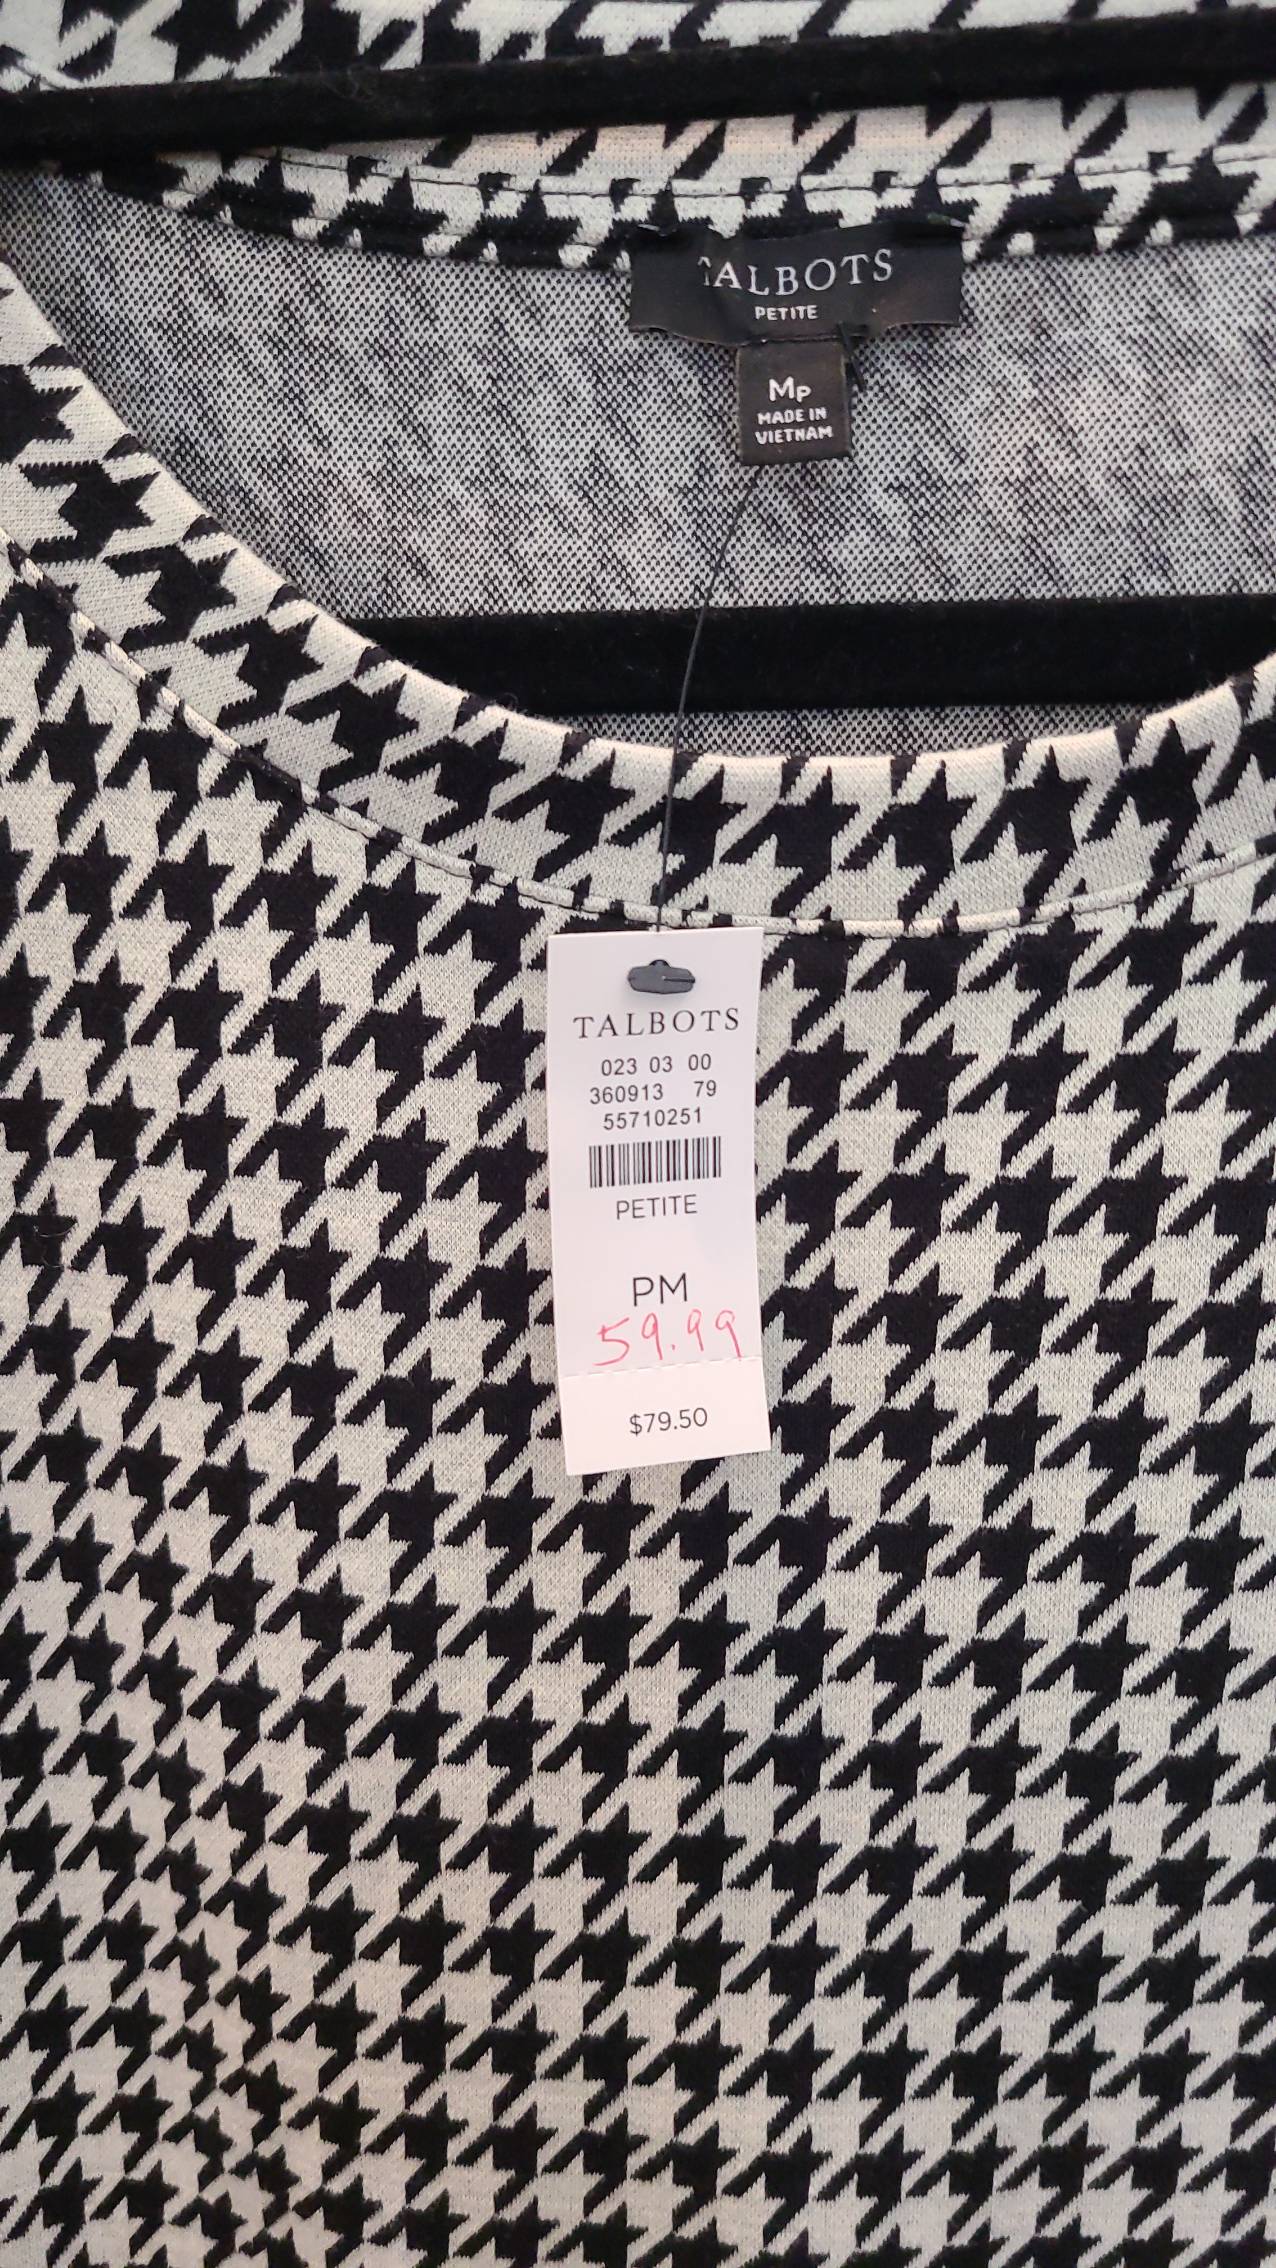 TALBOTS
PETITE
MP
MADE IN
VIETNAM
TALBOTS
023 03 00
360913 79
55710251
PETITE
PM
59.99
$79.50